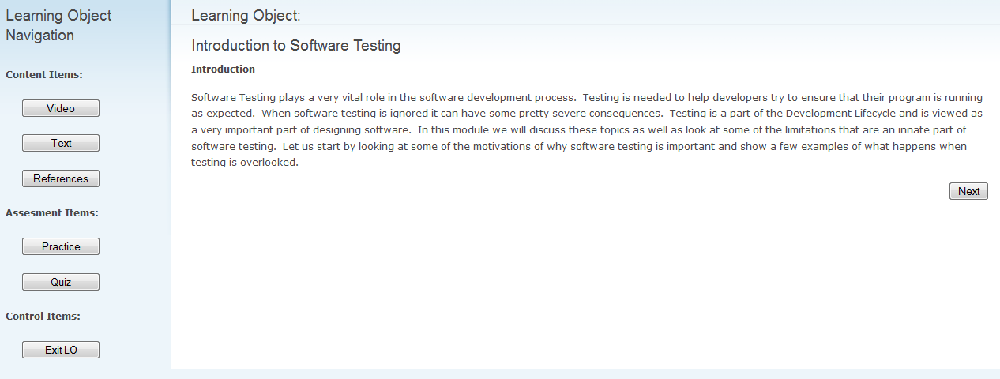 Learning Object
Navigation
Content Items:
Video
Text
References
Assesment Items:
Practice
Quiz
Control Items:
Exit LO
Learning Object:
Introduction to Software Testing
Introduction
Software Testing plays a very vital role in the software development process.  Testing is needed to help developers try to ensure that their program is running
as expected.  When software testing is ignored it can have some pretty severe consequences.  Testing is a part of the Development Lifecycle and is viewed as
a very important part of designing software.  In this module we will discuss these topics as well as look at some of the limitations that are an innate part of
software testing.  Let us start by looking at some of the motivations of why software testing is important and show a few examples of what happens when
testing is overlooked.
Next